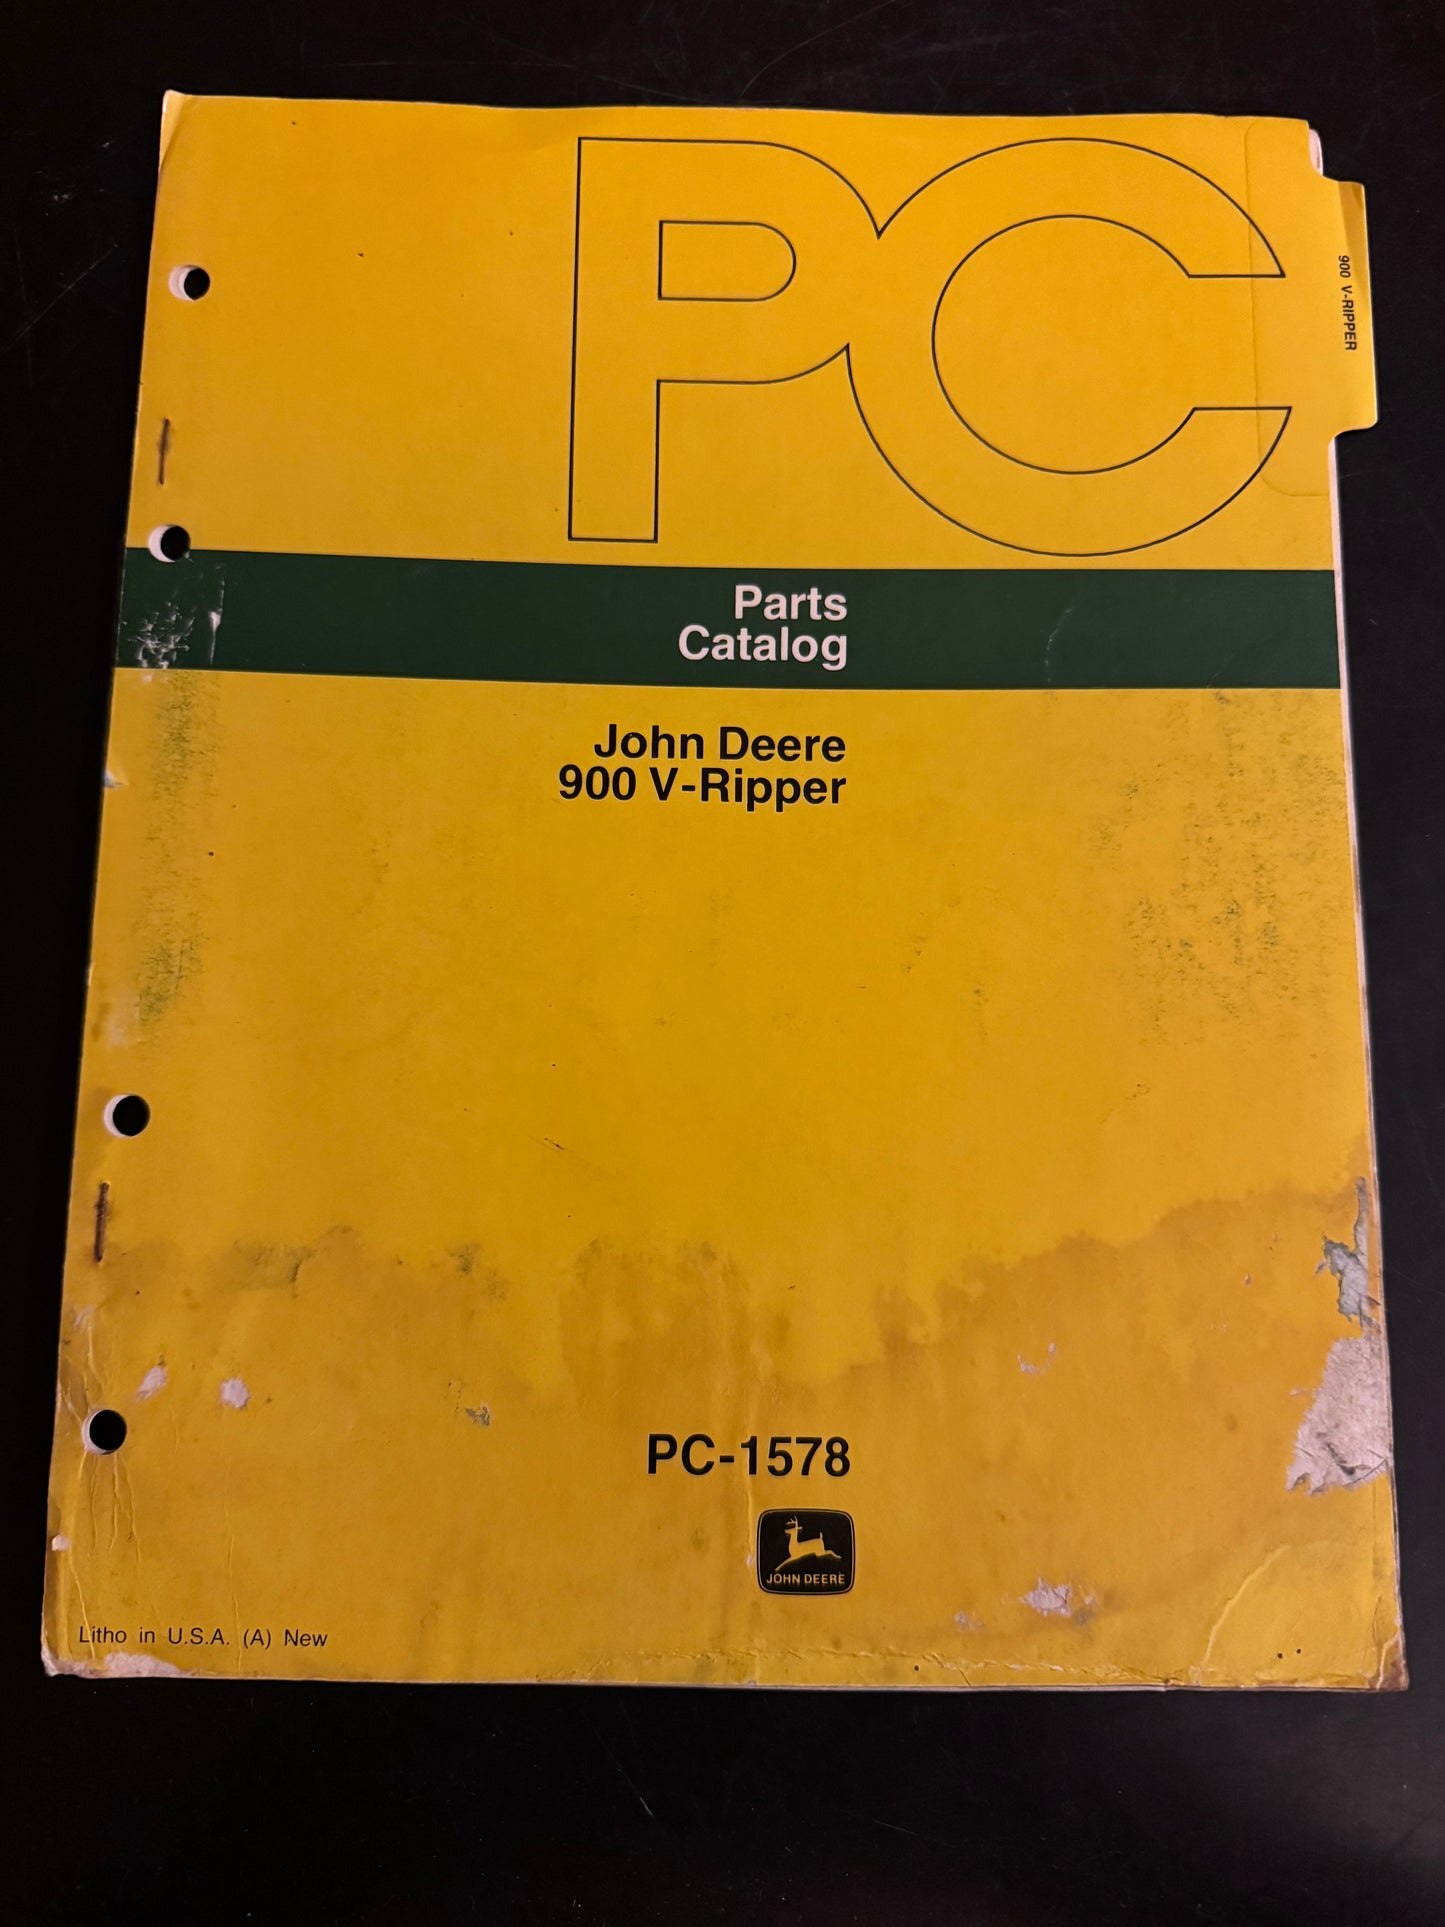 PC
900 V-RIPPER
Parts
Catalog
John Deere
900 V-Ripper
PC-1578
JOHN DEERE
Litho in U.S.A. (A) New